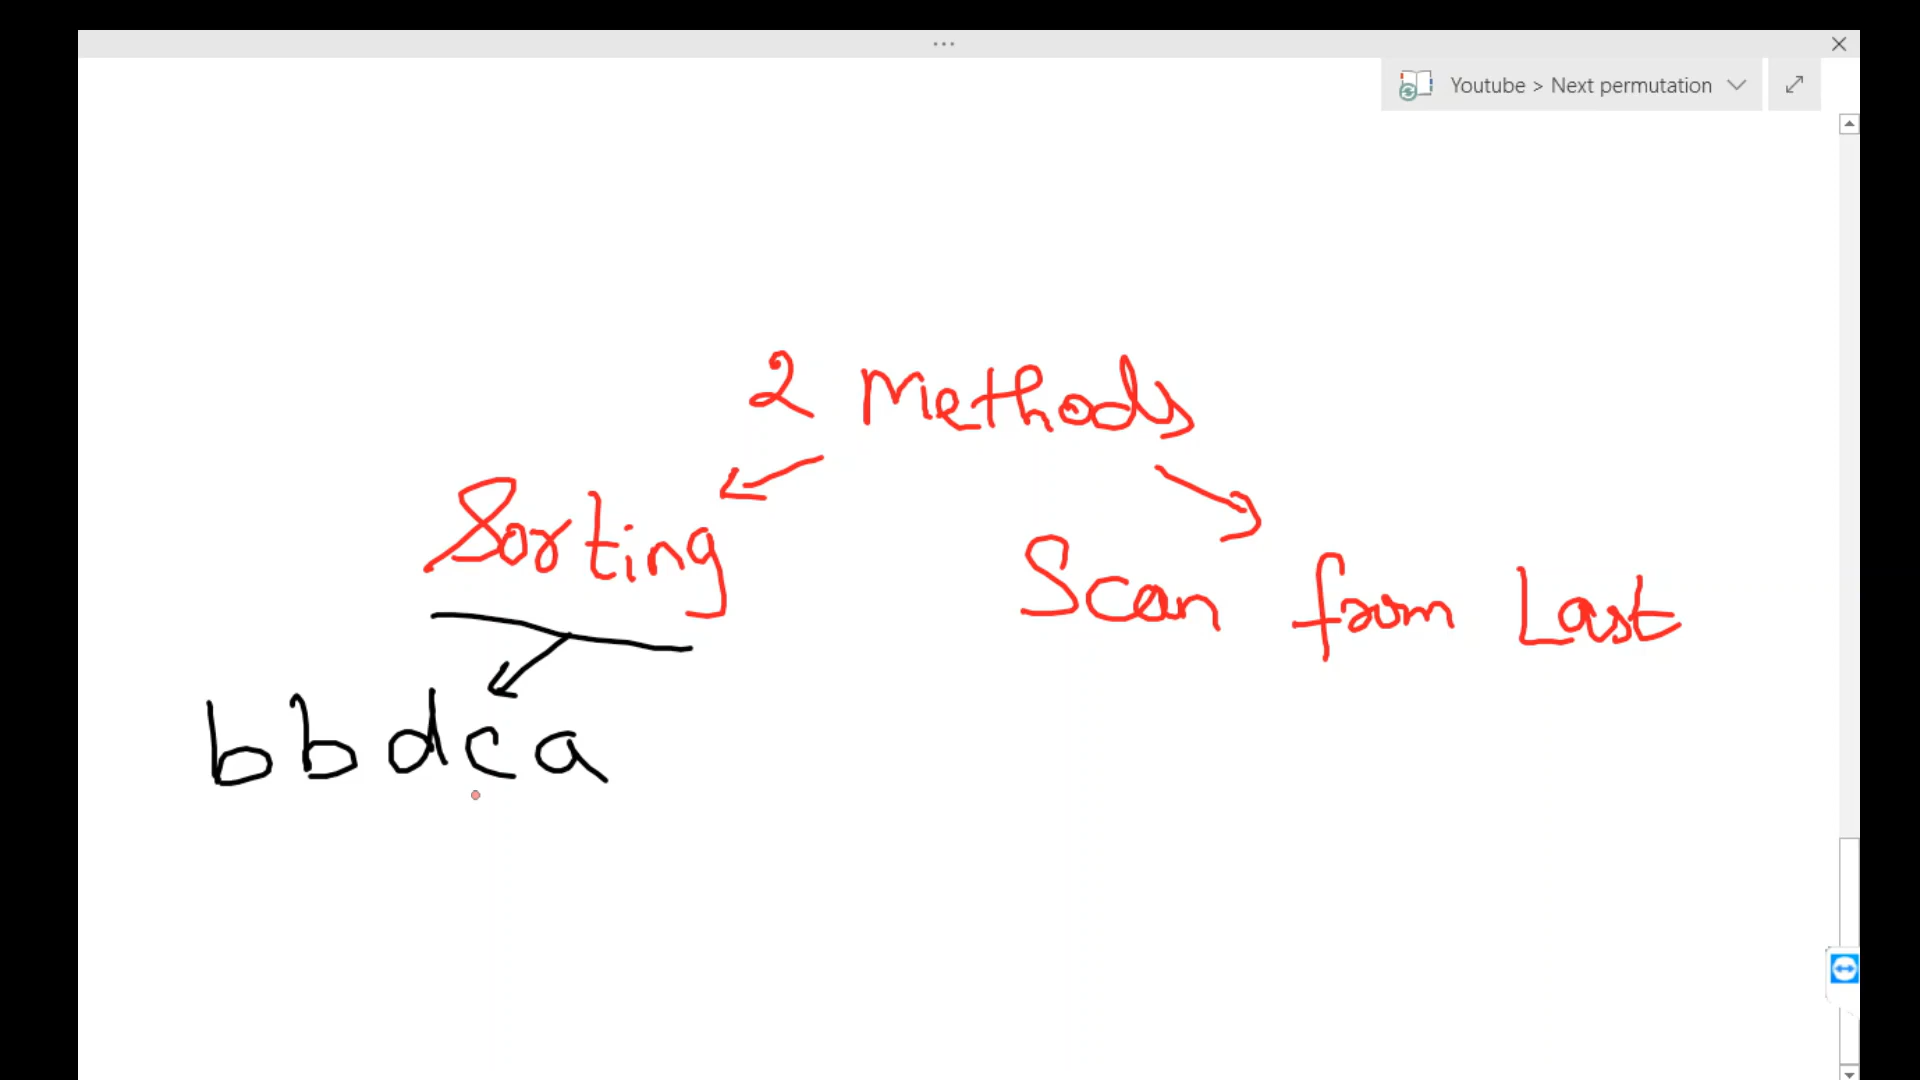 Youtube > Next permutation
2 Methods
Sorting
Scan from Last
bbdca